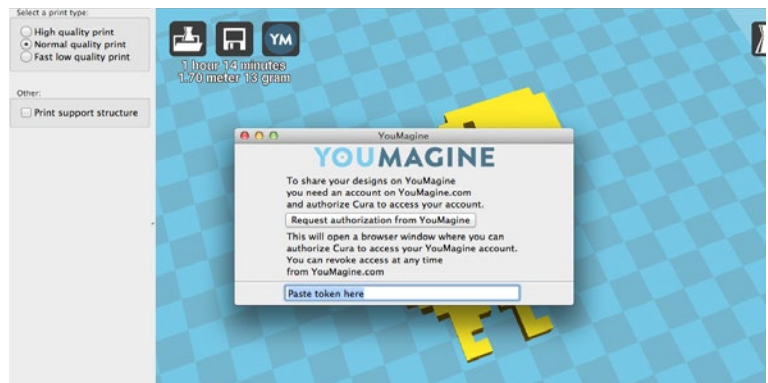 Select a print type:
High quality print
Normal quality print
Fast low quality print
Other:
Print support structure
YM
1 hour 14 minutes
1.70 meter 13 gram
YouMagine
YOUMAGINE
To share your designs on YouMagine
you need an account on YouMagine.com
and authorize Cura to access your account.
Request authorization from YouMagine
This will open a browser window where you can
authorize Cura to access your YouMagine account.
You can revoke access at any time
from YouMagine.com
Paste token here